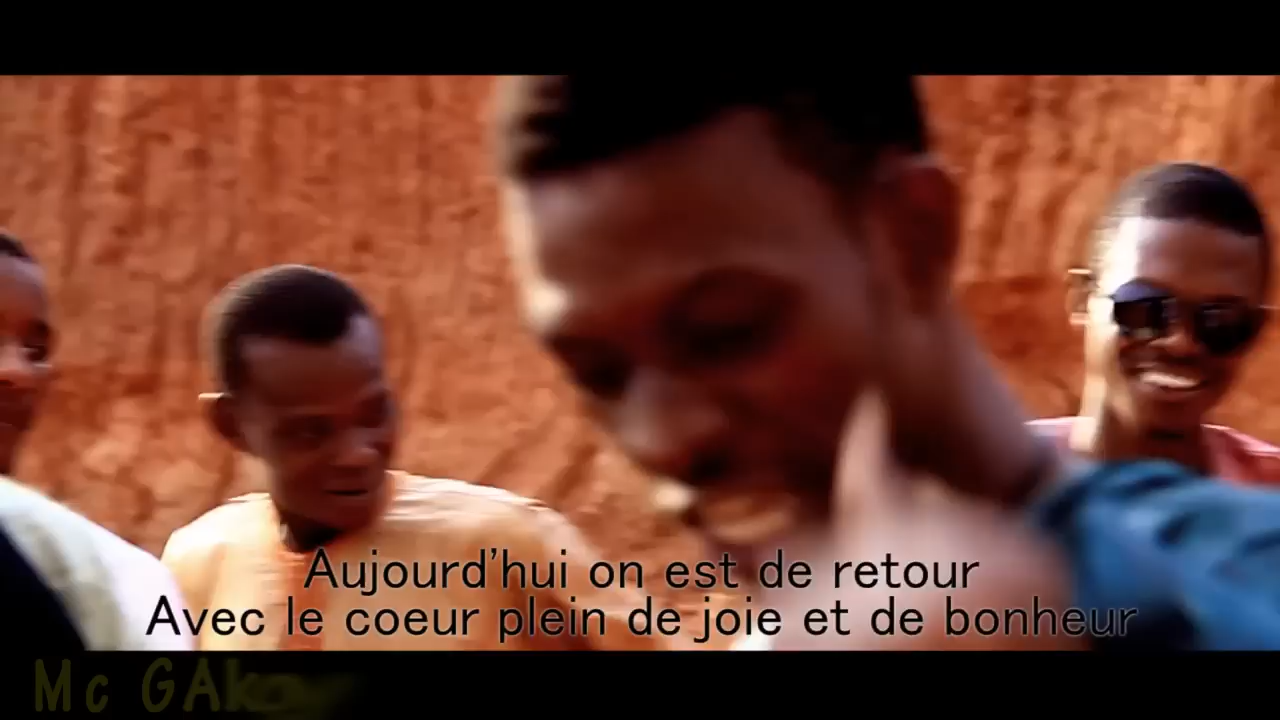 Aujourd'hui on est de retour
Avec le coeur plein de joie et de bonheur
Mc GAk